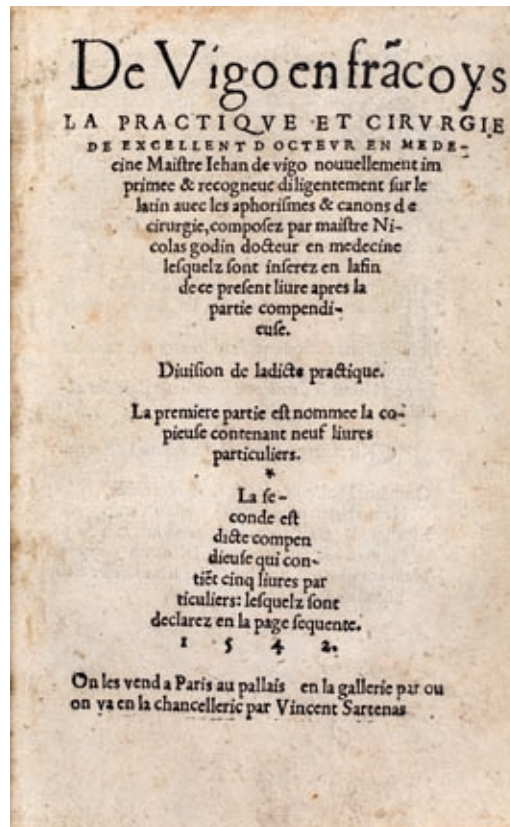 De Vigo en frãcoys
LA PRACTIQVE ET CIRVRGIE
DE EXCELLENT DOCTEVR EN MEDE-
cine Maiſtre Iehan de vigo nouuellement im
primee & recogneue diligentement ſur le
latin auec les aphoriſmes & canons de
cirurgie, compoſez par maiſtre Ni-
colas godin docteur en medecine
leſquelz ſont inſerez en lafin
dece preſent liure apres la
partie compendi-
euſe.
Diuiſion de ladicte practique.
La premiere partie eſt nommee la co-
pieuſe contenant neuf liures
particuliers.
*
La ſe-
conde eſt
dicte compen
dieuſe qui con-
tiẽt cinq liures par
ticuliers: leſquelz ſont
declarez en la page ſequente.
1 5 4 2.
On les vend a Paris au pallais en la gallerie par ou
on va en la chancellerie par Vincent Sartenas